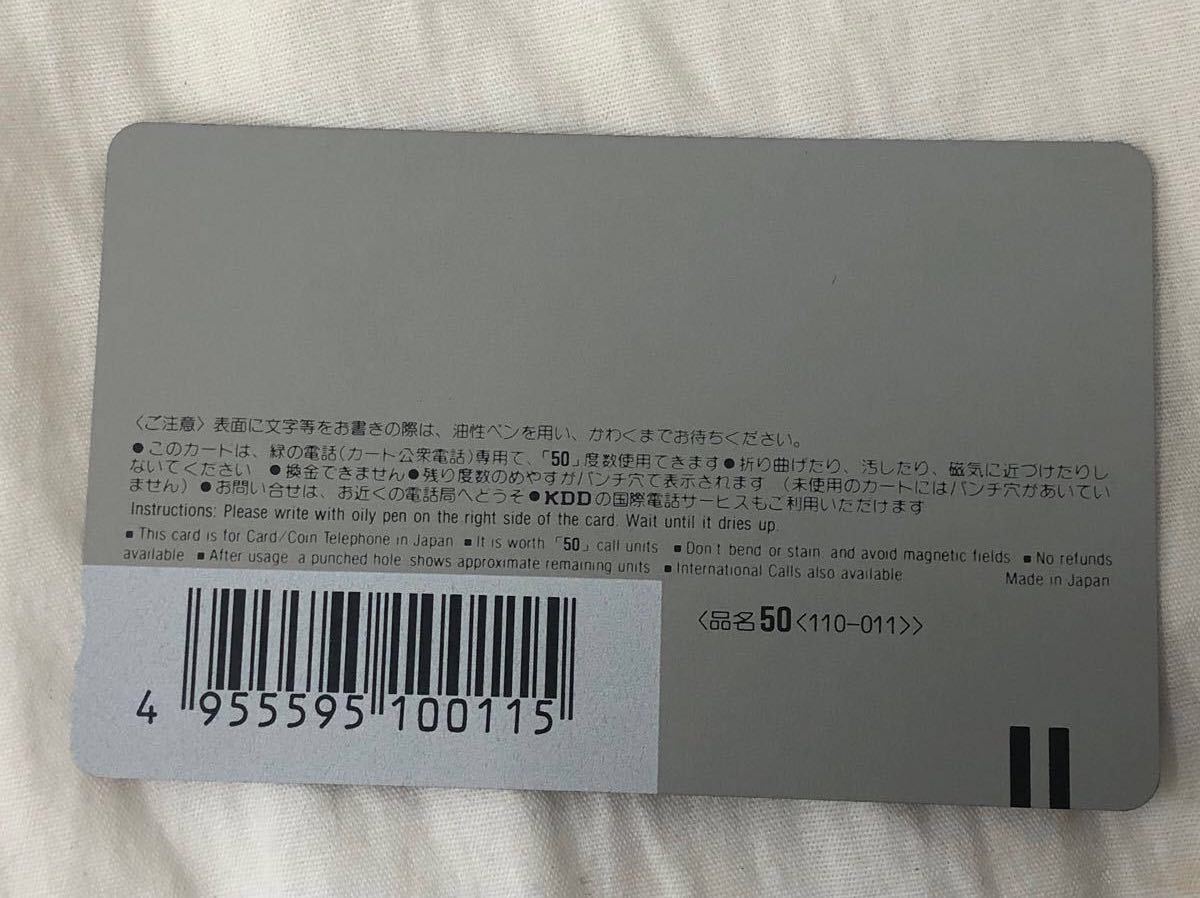 〈ご注意〉表面に文字等をお書きの際は、油性ペンを用い、かわくまでお待ちください。
●このカードは、緑の電話(カード公衆電話)専用で、「50」度数使用できます●折り曲げたり、汚したり、磁気に近づけたりし
ないでください ●換金できません●残り度数のめやすがパンチ穴で表示されます (未使用のカードにはパンチ穴があいてい
ません) ●お問い合せは、お近くの電話局へどうぞ●KDDの国際電話サービスもご利用いただけます
Instructions: Please write with oily pen on the right side of the card. Wait until it dries up.
■ This card is for Card/Coin Telephone in Japan ■ It is worth「50」call units ■ Don't bend or stain, and avoid magnetic fields ■ No refunds
available ■ After usage, a punched hole shows approximate remaining units ■ International Calls also available
Made in Japan
〈品名50〈110-011〉〉
4 955595 100115